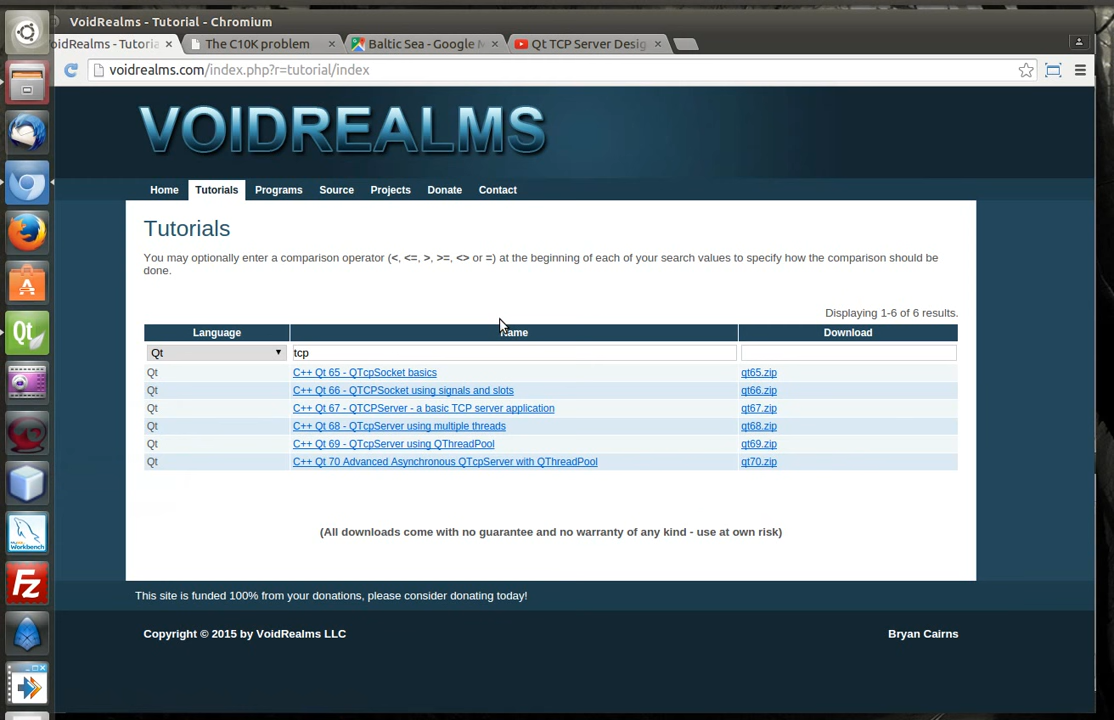 VoidRealms - Tutorial - Chromium
oidRealms - Tutoria
The C10K problem
Baltic Sea - Google M
Qt TCP Server Desig
voidrealms.com/index.php?r=tutorial/index
VOIDREALMS
Home Tutorials Programs Source Projects Donate Contact
Tutorials
You may optionally enter a comparison operator (<, <=, >, >=, <> or =) at the beginning of each of your search values to specify how the comparison should be
done.
Displaying 1-6 of 6 results.
Language Name Download
Qt tcp
Qt C++ Qt 65 - QTcpSocket basics qt65.zip
Qt C++ Qt 66 - QTCPSocket using signals and slots qt66.zip
Qt C++ Qt 67 - QTCPServer - a basic TCP server application qt67.zip
Qt C++ Qt 68 - QTcpServer using multiple threads qt68.zip
Qt C++ Qt 69 - QTcpServer using QThreadPool qt69.zip
Qt C++ Qt 70 Advanced Asynchronous QTcpServer with QThreadPool qt70.zip
(All downloads come with no guarantee and no warranty of any kind - use at own risk)
This site is funded 100% from your donations, please consider donating today!
Copyright © 2015 by VoidRealms LLC Bryan Cairns
Qt
Workbench
Fz